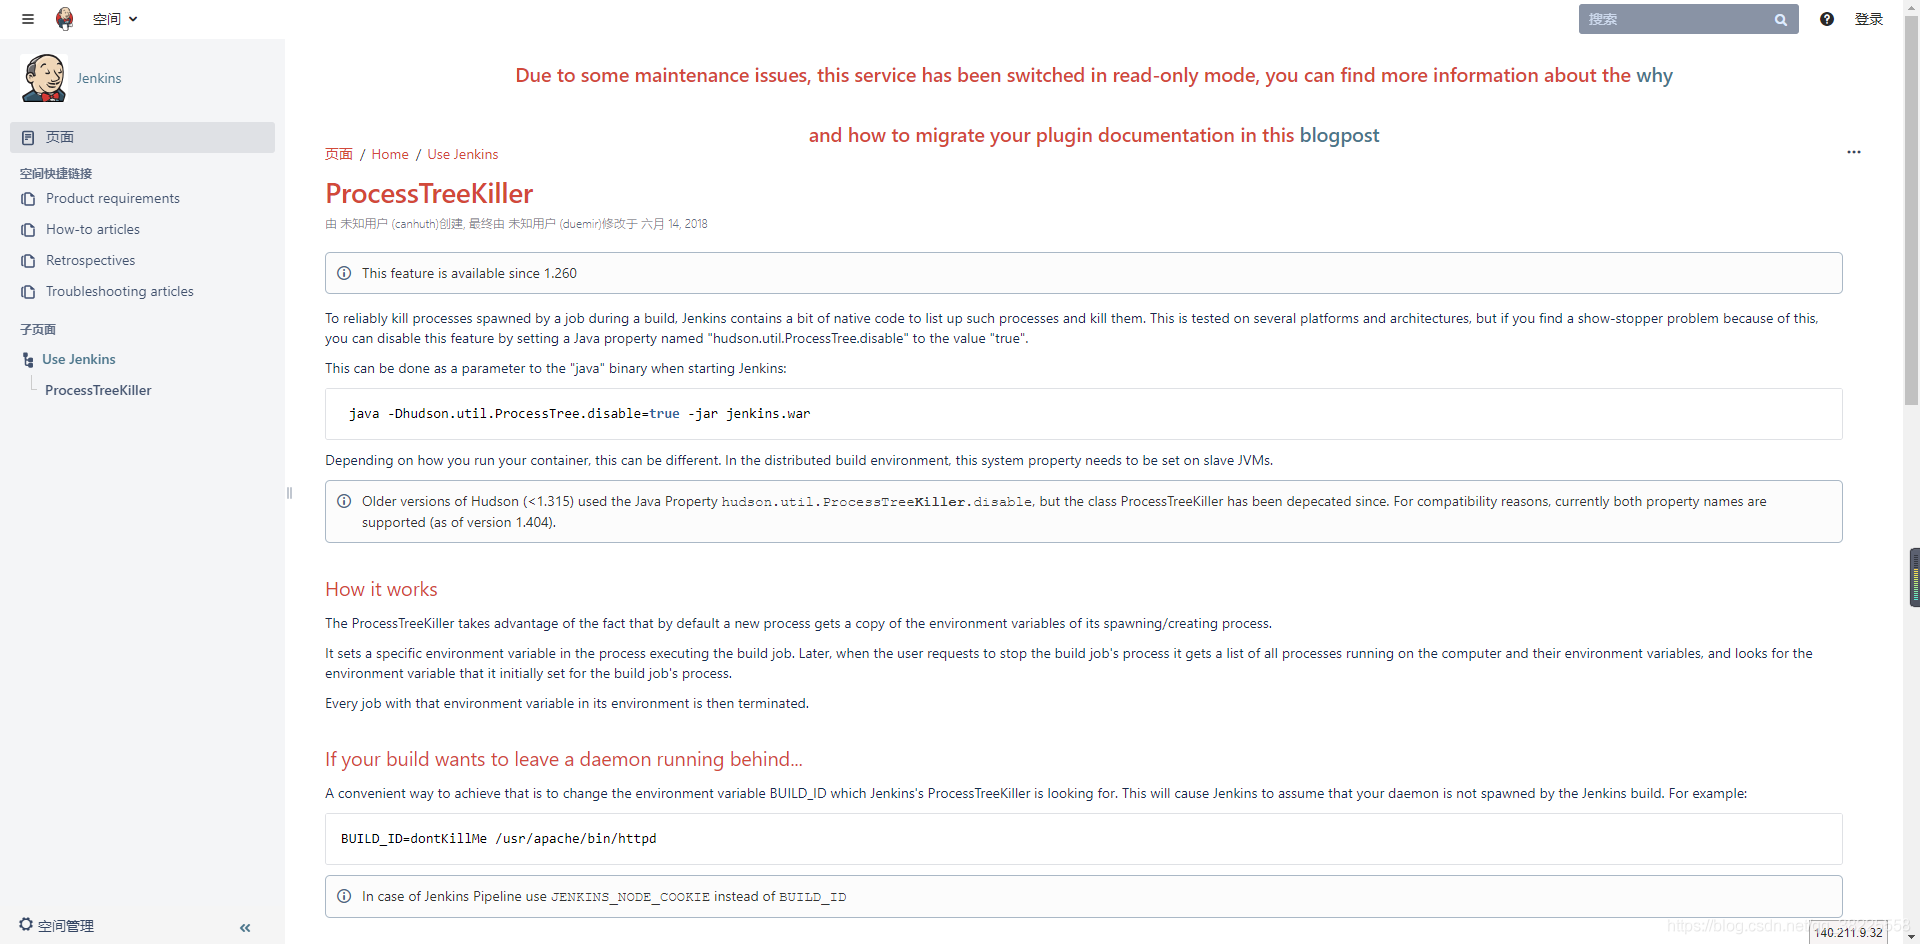 空间
搜索
登录
Jenkins
页面
空间快捷链接
Product requirements
How-to articles
Retrospectives
Troubleshooting articles
子页面
Use Jenkins
ProcessTreeKiller
空间管理
Due to some maintenance issues, this service has been switched in read-only mode, you can find more information about the why
and how to migrate your plugin documentation in this blogpost
页面 / Home / Use Jenkins
ProcessTreeKiller
由 未知用户 (canhuth)创建, 最终由 未知用户 (duemir)修改于 六月 14, 2018
This feature is available since 1.260
To reliably kill processes spawned by a job during a build, Jenkins contains a bit of native code to list up such processes and kill them. This is tested on several platforms and architectures, but if you find a show-stopper problem because of this,
you can disable this feature by setting a Java property named "hudson.util.ProcessTree.disable" to the value "true".
This can be done as a parameter to the "java" binary when starting Jenkins:
java -Dhudson.util.ProcessTree.disable=true -jar jenkins.war
Depending on how you run your container, this can be different. In the distributed build environment, this system property needs to be set on slave JVMs.
Older versions of Hudson (<1.315) used the Java Property hudson.util.ProcessTreeKiller.disable, but the class ProcessTreeKiller has been depecated since. For compatibility reasons, currently both property names are
supported (as of version 1.404).
How it works
The ProcessTreeKiller takes advantage of the fact that by default a new process gets a copy of the environment variables of its spawning/creating process.
It sets a specific environment variable in the process executing the build job. Later, when the user requests to stop the build job's process it gets a list of all processes running on the computer and their environment variables, and looks for the
environment variable that it initially set for the build job's process.
Every job with that environment variable in its environment is then terminated.
If your build wants to leave a daemon running behind...
A convenient way to achieve that is to change the environment variable BUILD_ID which Jenkins's ProcessTreeKiller is looking for. This will cause Jenkins to assume that your daemon is not spawned by the Jenkins build. For example:
BUILD_ID=dontKillMe /usr/apache/bin/httpd
In case of Jenkins Pipeline use JENKINS_NODE_COOKIE instead of BUILD_ID
140.211.9.32